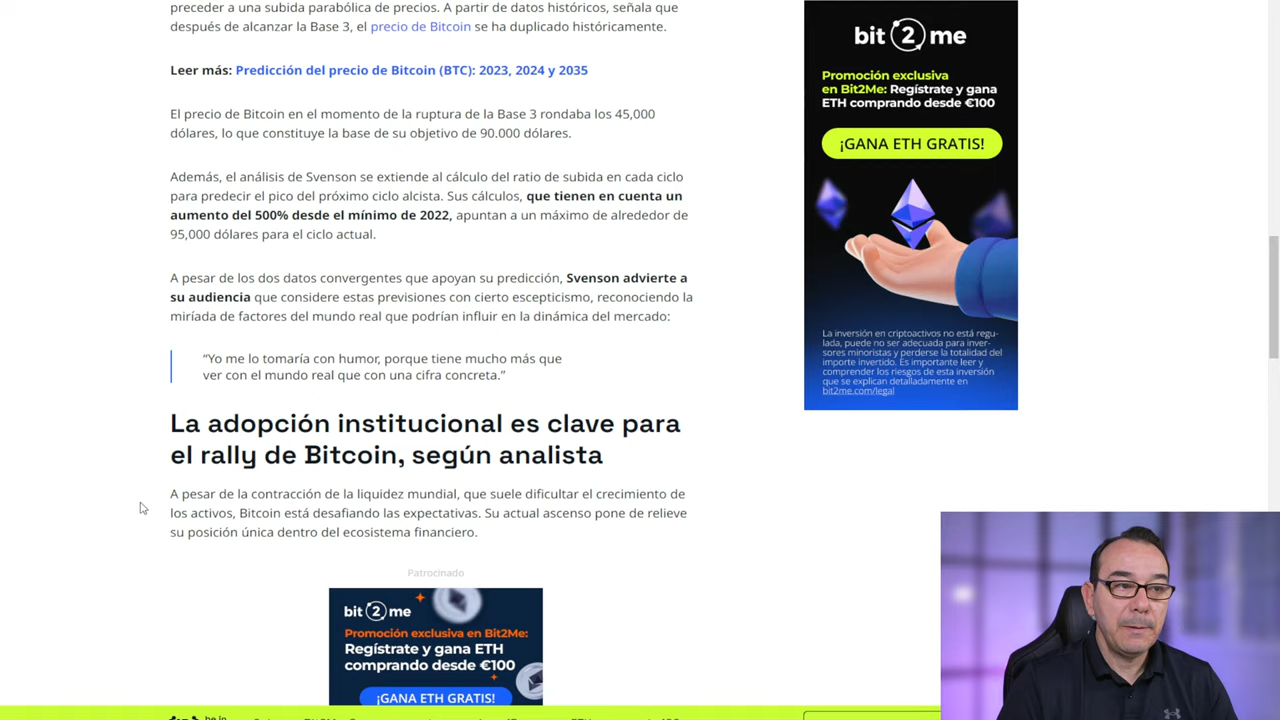 preceder a una subida parabólica de precios. A partir de datos históricos, señala que
después de alcanzar la Base 3, el precio de Bitcoin se ha duplicado históricamente.
Leer más: Predicción del precio de Bitcoin (BTC): 2023, 2024 y 2035
El precio de Bitcoin en el momento de la ruptura de la Base 3 rondaba los 45,000
dólares, lo que constituye la base de su objetivo de 90.000 dólares.
Además, el análisis de Svenson se extiende al cálculo del ratio de subida en cada ciclo
para predecir el pico del próximo ciclo alcista. Sus cálculos, que tienen en cuenta un
aumento del 500% desde el mínimo de 2022, apuntan a un máximo de alrededor de
95,000 dólares para el ciclo actual.
A pesar de los dos datos convergentes que apoyan su predicción, Svenson advierte a
su audiencia que considere estas previsiones con cierto escepticismo, reconociendo la
miríada de factores del mundo real que podrían influir en la dinámica del mercado:
“Yo me lo tomaría con humor, porque tiene mucho más que
ver con el mundo real que con una cifra concreta.”
La adopción institucional es clave para
el rally de Bitcoin, según analista
A pesar de la contracción de la liquidez mundial, que suele dificultar el crecimiento de
los activos, Bitcoin está desafiando las expectativas. Su actual ascenso pone de relieve
su posición única dentro del ecosistema financiero.
Patrocinado
bit2me
Promoción exclusiva en Bit2Me:
Regístrate y gana ETH
comprando desde €100
¡GANA ETH GRATIS!
bit2me
Promoción exclusiva
en Bit2Me: Regístrate y gana
ETH comprando desde €100
¡GANA ETH GRATIS!
La inversión en criptoactivos no está regu-
lada, puede no ser adecuada para inver-
sores minoristas y perderse la totalidad del
importe invertido. Es importante leer y
comprender los riesgos de esta inversión
que se explican detalladamente en
bit2me.com/legal